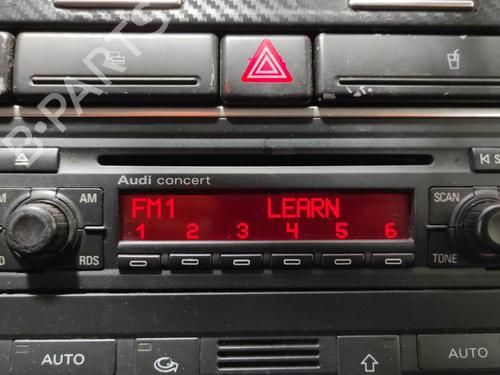 B-PARTS
Audi concert
AM SCAN
FM1 LEARN
1 2 3 4 5 6
RDS TONE
AUTO AUTO